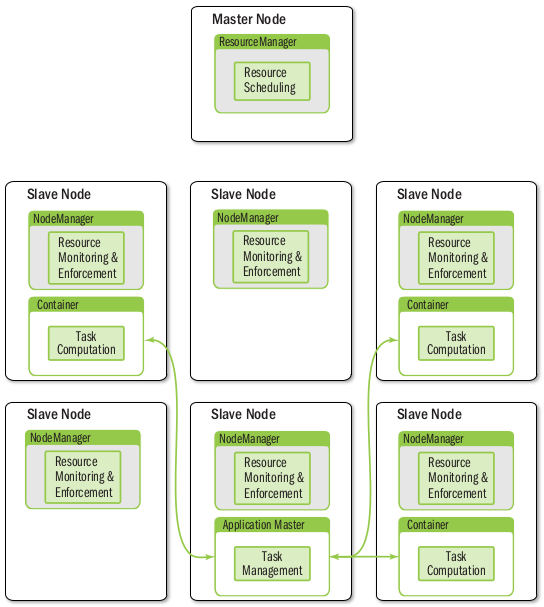 Master Node
ResourceManager
Resource
Scheduling
Slave Node
NodeManager
Resource
Monitoring &
Enforcement
Container
Task
Computation
Slave Node
NodeManager
Resource
Monitoring &
Enforcement
Slave Node
NodeManager
Resource
Monitoring &
Enforcement
Container
Task
Computation
Slave Node
NodeManager
Resource
Monitoring &
Enforcement
Slave Node
NodeManager
Resource
Monitoring &
Enforcement
Application Master
Task
Management
Slave Node
NodeManager
Resource
Monitoring &
Enforcement
Container
Task
Computation